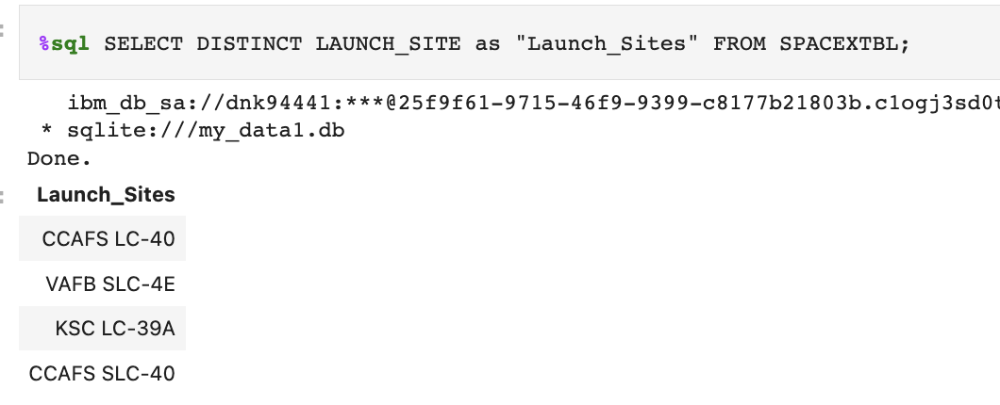 %sql SELECT DISTINCT LAUNCH_SITE as "Launch_Sites" FROM SPACEXTBL;
ibm_db_sa://dnk94441:***@25f9f61-9715-46f9-9399-c8177b21803b.c1ogj3sd0t
* sqlite:///my_data1.db
Done.
Launch_Sites
CCAFS LC-40
VAFB SLC-4E
KSC LC-39A
CCAFS SLC-40